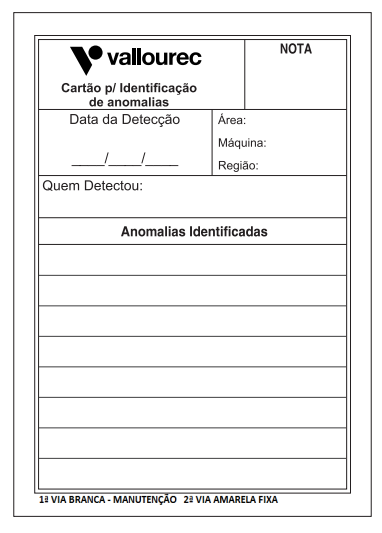 vallourec
NOTA
Cartão p/ Identificação
de anomalias
Data da Detecção
____/____/____
Área:
Máquina:
Região:
Quem Detectou:
Anomalias Identificadas
1ª VIA BRANCA - MANUTENÇÃO 2ª VIA AMARELA FIXA